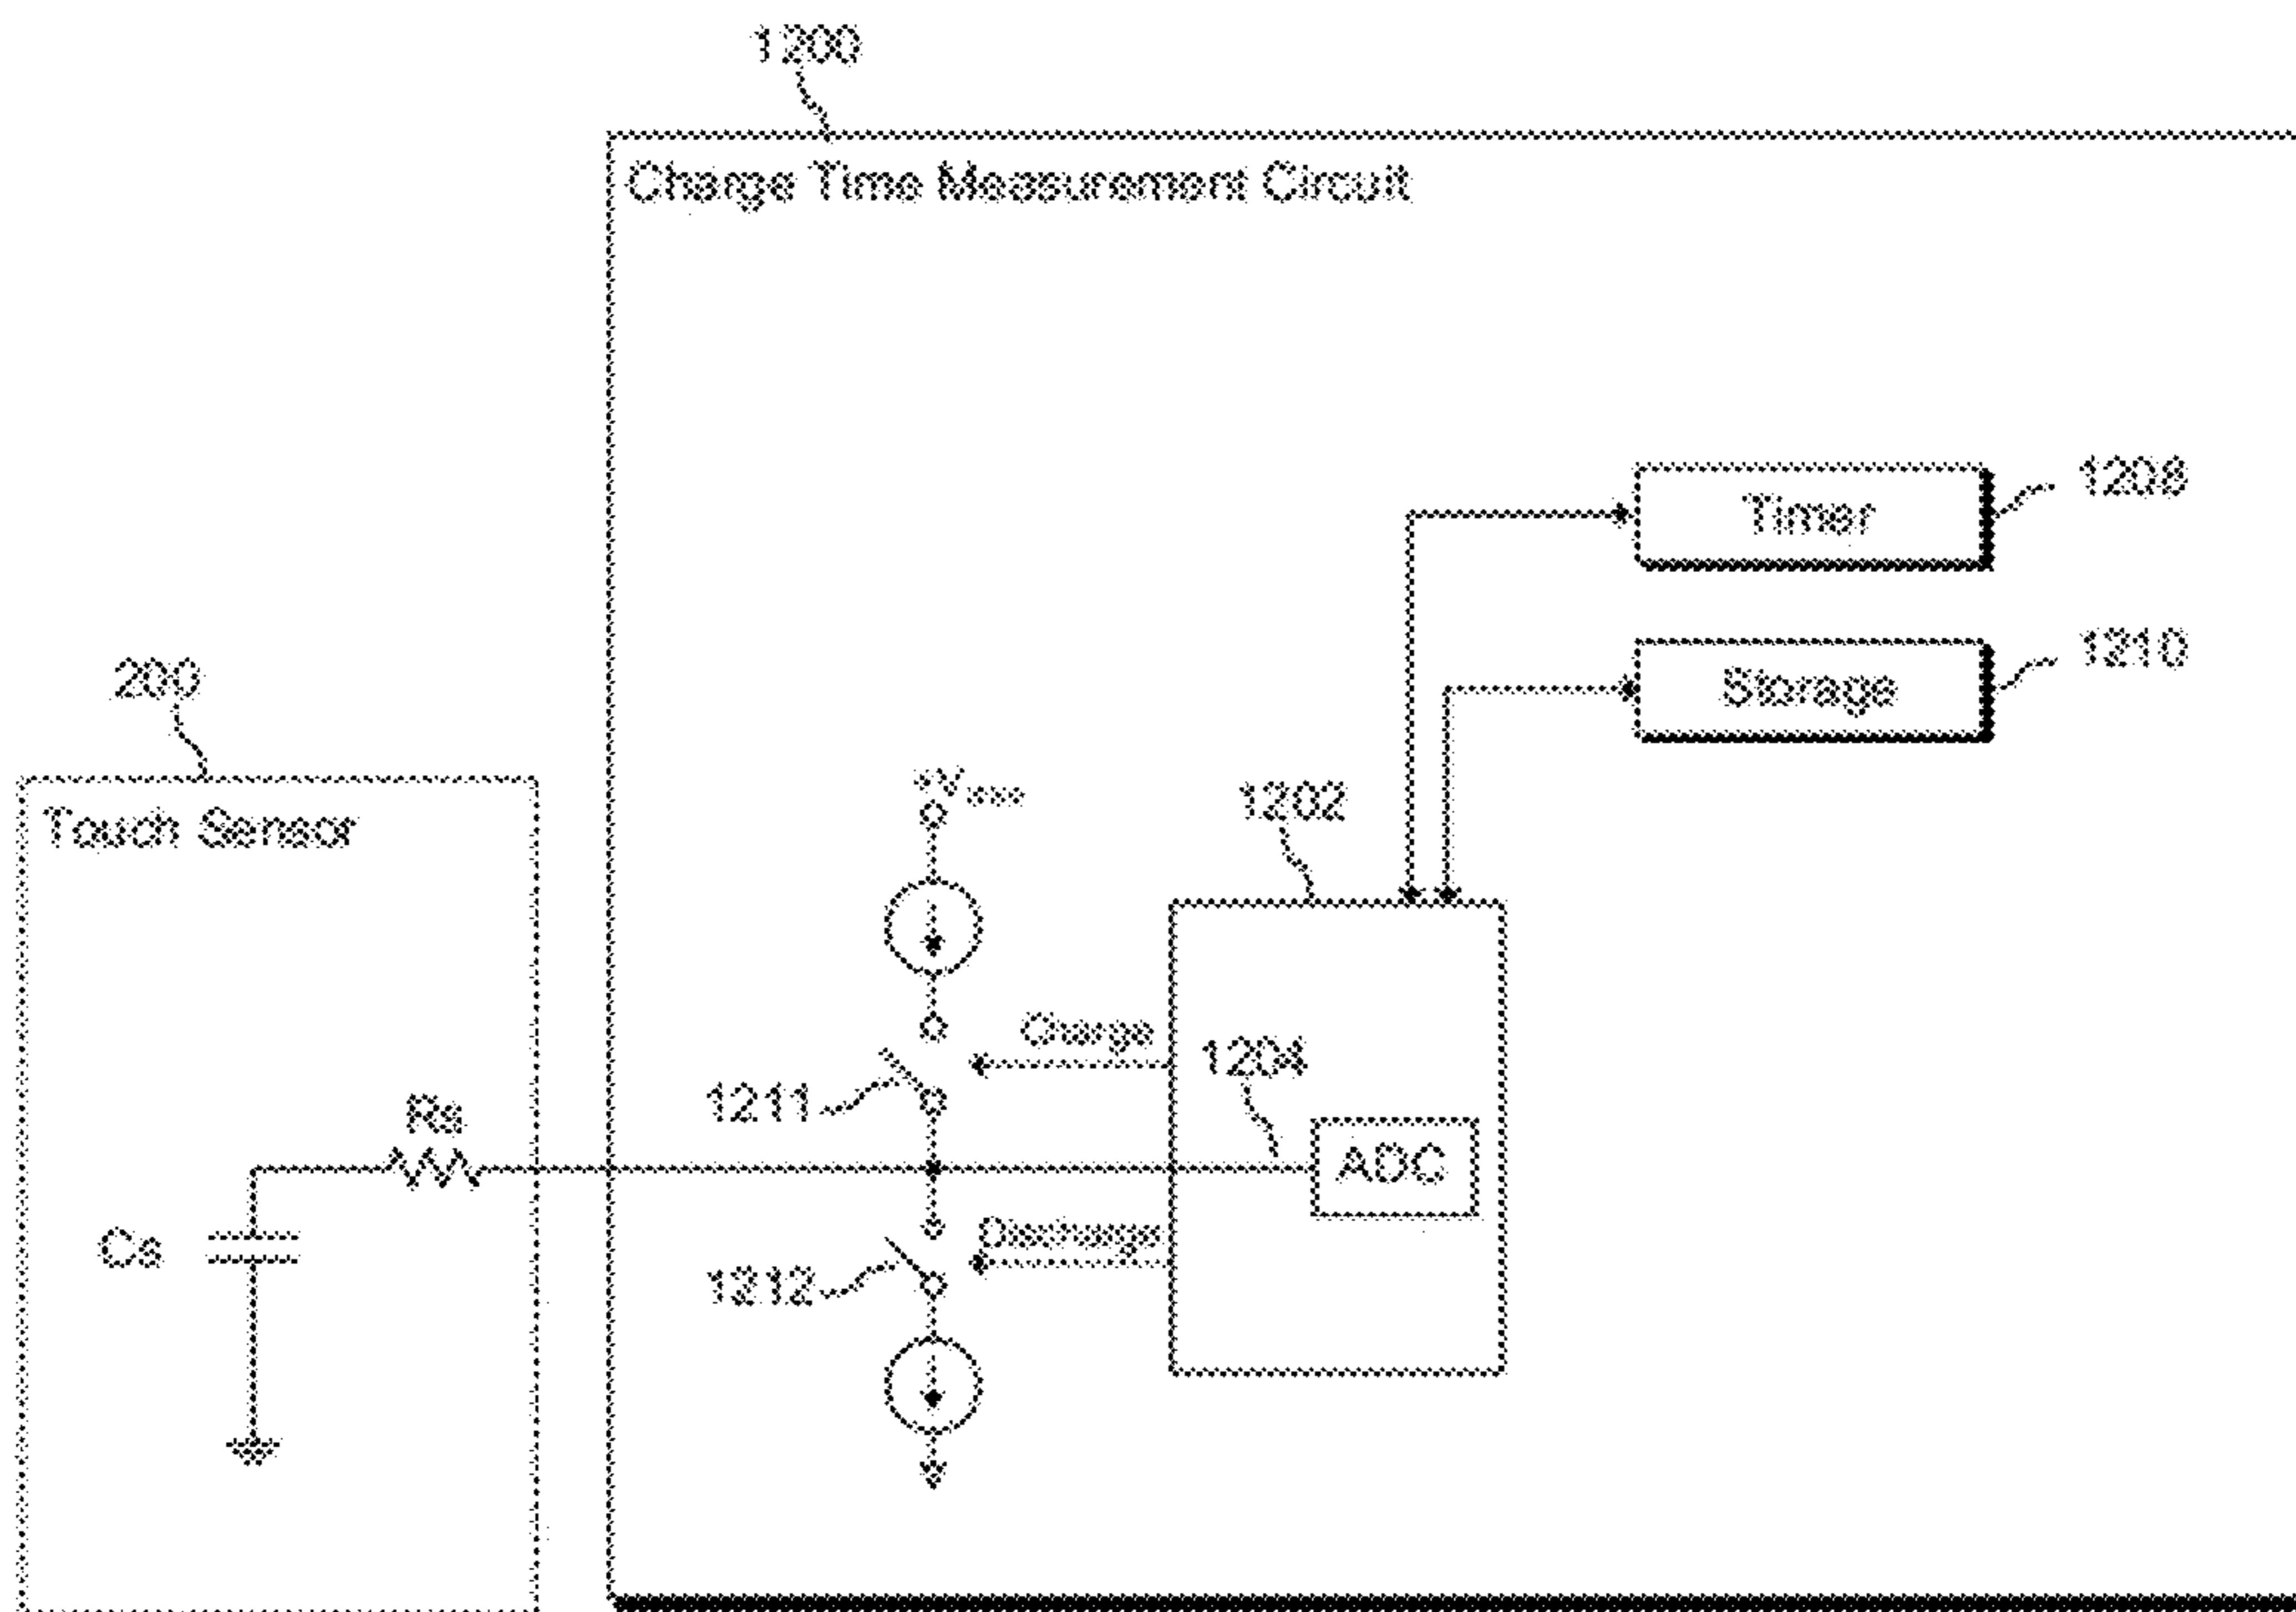 1200
Charge Time Measurement Circuit
Timer
1208
Storage
1210
200
Touch Sensor
1202
Charge
1204
1211
Rs
ADC
Cs
Discharge
1212